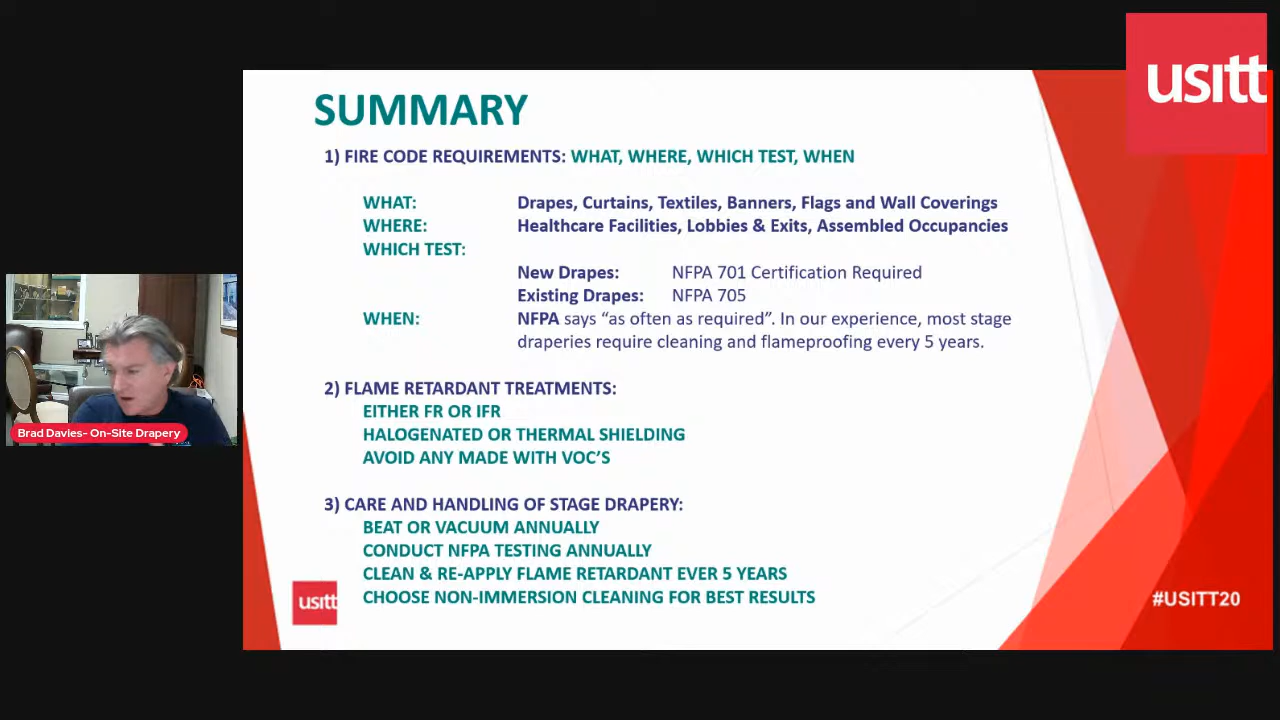 usitt
SUMMARY
1) FIRE CODE REQUIREMENTS: WHAT, WHERE, WHICH TEST, WHEN
WHAT: Drapes, Curtains, Textiles, Banners, Flags and Wall Coverings
WHERE: Healthcare Facilities, Lobbies & Exits, Assembled Occupancies
WHICH TEST:
New Drapes: NFPA 701 Certification Required
Existing Drapes: NFPA 705
WHEN: NFPA says “as often as required”. In our experience, most stage
draperies require cleaning and flameproofing every 5 years.
2) FLAME RETARDANT TREATMENTS:
EITHER FR OR IFR
HALOGENATED OR THERMAL SHIELDING
AVOID ANY MADE WITH VOC’S
3) CARE AND HANDLING OF STAGE DRAPERY:
BEAT OR VACUUM ANNUALLY
CONDUCT NFPA TESTING ANNUALLY
CLEAN & RE-APPLY FLAME RETARDANT EVER 5 YEARS
CHOOSE NON-IMMERSION CLEANING FOR BEST RESULTS
usitt
#USITT20
Brad Davies- On-Site Drapery